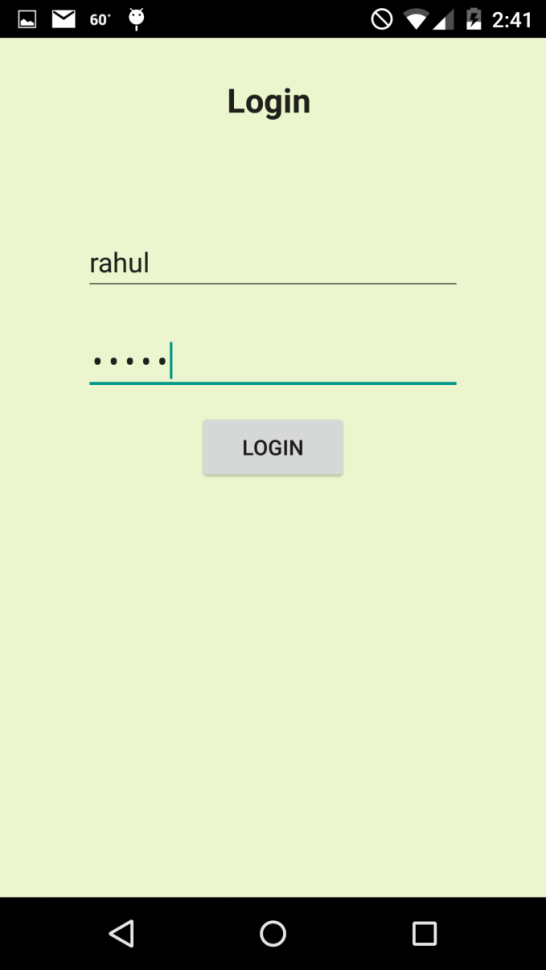 60° 2:41
Login
rahul
•••••
LOGIN